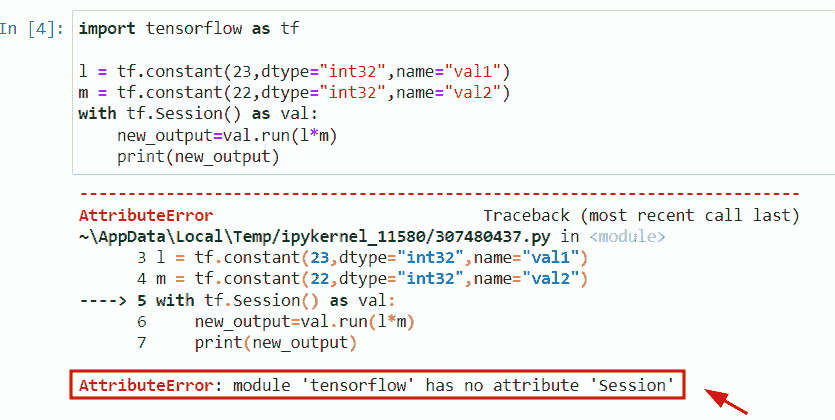 In [4]: import tensorflow as tf
l = tf.constant(23,dtype="int32",name="val1")
m = tf.constant(22,dtype="int32",name="val2")
with tf.Session() as val:
    new_output=val.run(l*m)
    print(new_output)
---------------------------------------------------------------------------
AttributeError                            Traceback (most recent call last)
~\AppData\Local\Temp/ipykernel_11580/307480437.py in <module>
      3 l = tf.constant(23,dtype="int32",name="val1")
      4 m = tf.constant(22,dtype="int32",name="val2")
----> 5 with tf.Session() as val:
      6     new_output=val.run(l*m)
      7     print(new_output)
AttributeError: module 'tensorflow' has no attribute 'Session'